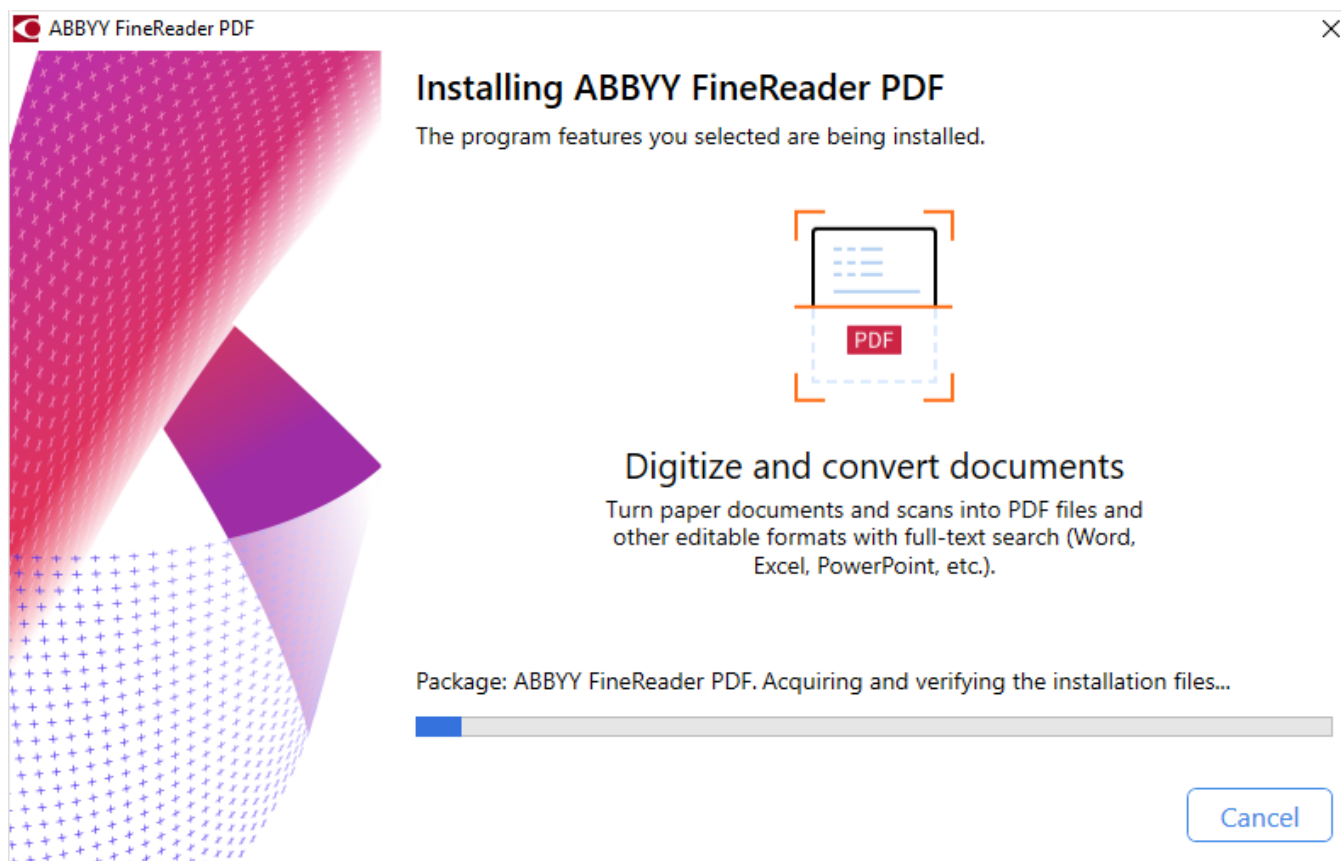 ABBYY FineReader PDF
Installing ABBYY FineReader PDF
The program features you selected are being installed.
PDF
Digitize and convert documents
Turn paper documents and scans into PDF files and
other editable formats with full-text search (Word,
Excel, PowerPoint, etc.).
Package: ABBYY FineReader PDF. Acquiring and verifying the installation files...
Cancel